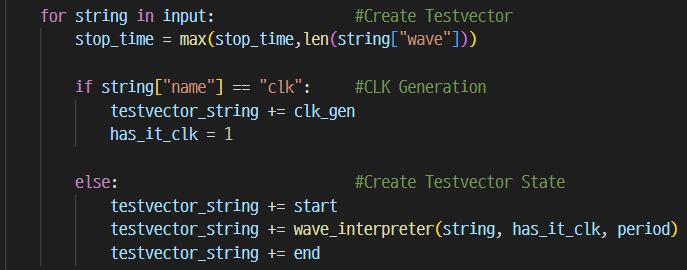 for string in input:                    #Create Testvector
    stop_time = max(stop_time,len(string["wave"]))

    if string["name"] == "clk":     #CLK Generation
        testvector_string += clk_gen
        has_it_clk = 1

    else:                           #Create Testvector State
        testvector_string += start
        testvector_string += wave_interpreter(string, has_it_clk, period)
        testvector_string += end